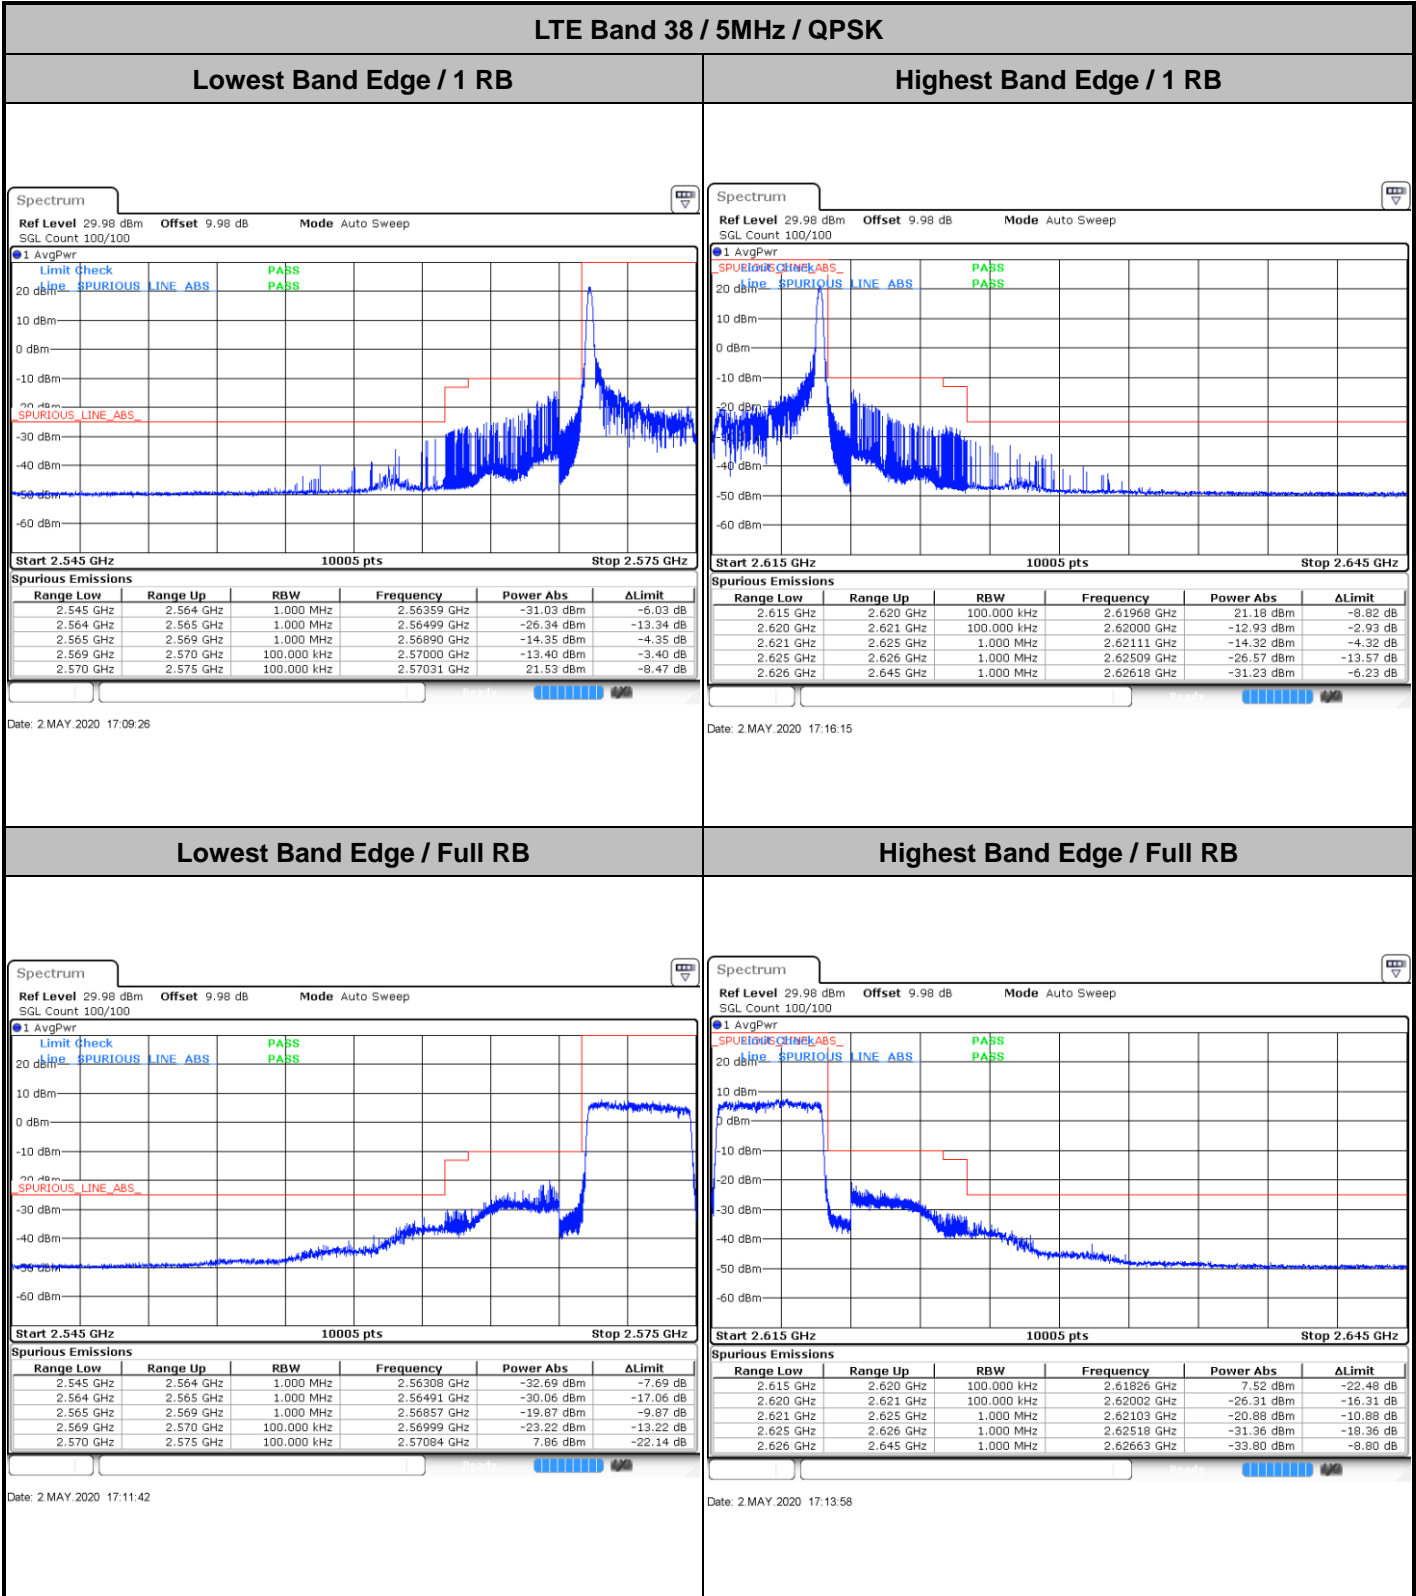 LTE Band 38 / 5MHz / QPSK
Lowest Band Edge / 1 RB
Highest Band Edge / 1 RB
Spectrum
Ref Level 29.98 dBm Offset 9.98 dB Mode Auto Sweep
SGL Count 100/100
1 AvgPwr
Limit Check PASS
Line _SPURIOUS_LINE_ABS_ PASS
20 dBm
10 dBm
0 dBm
-10 dBm
-20 dBm
_SPURIOUS_LINE_ABS_
-30 dBm
-40 dBm
-50 dBm
-60 dBm
Start 2.545 GHz 10005 pts Stop 2.575 GHz
Spurious Emissions
Range Low Range Up RBW Frequency Power Abs ΔLimit
2.545 GHz 2.564 GHz 1.000 MHz 2.56359 GHz -31.03 dBm -6.03 dB
2.564 GHz 2.565 GHz 1.000 MHz 2.56499 GHz -26.34 dBm -13.34 dB
2.565 GHz 2.569 GHz 1.000 MHz 2.56890 GHz -14.35 dBm -4.35 dB
2.569 GHz 2.570 GHz 100.000 kHz 2.57000 GHz -13.40 dBm -3.40 dB
2.570 GHz 2.575 GHz 100.000 kHz 2.57031 GHz 21.53 dBm -8.47 dB
Ready
Date: 2.MAY.2020 17:09:26
Spectrum
Ref Level 29.98 dBm Offset 9.98 dB Mode Auto Sweep
SGL Count 100/100
1 AvgPwr
_SPURIOUS_LINE_ABS_
Limit Check PASS
Line _SPURIOUS_LINE_ABS_ PASS
20 dBm
10 dBm
0 dBm
-10 dBm
-20 dBm
-30 dBm
-40 dBm
-50 dBm
-60 dBm
Start 2.615 GHz 10005 pts Stop 2.645 GHz
Spurious Emissions
Range Low Range Up RBW Frequency Power Abs ΔLimit
2.615 GHz 2.620 GHz 100.000 kHz 2.61968 GHz 21.18 dBm -8.82 dB
2.620 GHz 2.621 GHz 100.000 kHz 2.62000 GHz -12.93 dBm -2.93 dB
2.621 GHz 2.625 GHz 1.000 MHz 2.62111 GHz -14.32 dBm -4.32 dB
2.625 GHz 2.626 GHz 1.000 MHz 2.62509 GHz -26.57 dBm -13.57 dB
2.626 GHz 2.645 GHz 1.000 MHz 2.62618 GHz -31.23 dBm -6.23 dB
Date: 2.MAY.2020 17:16:15
Lowest Band Edge / Full RB
Highest Band Edge / Full RB
Spectrum
Ref Level 29.98 dBm Offset 9.98 dB Mode Auto Sweep
SGL Count 100/100
1 AvgPwr
Limit Check PASS
Line _SPURIOUS_LINE_ABS_ PASS
20 dBm
10 dBm
0 dBm
-10 dBm
-20 dBm
_SPURIOUS_LINE_ABS_
-30 dBm
-40 dBm
-50 dBm
-60 dBm
Start 2.545 GHz 10005 pts Stop 2.575 GHz
Spurious Emissions
Range Low Range Up RBW Frequency Power Abs ΔLimit
2.545 GHz 2.564 GHz 1.000 MHz 2.56308 GHz -32.69 dBm -7.69 dB
2.564 GHz 2.565 GHz 1.000 MHz 2.56491 GHz -30.06 dBm -17.06 dB
2.565 GHz 2.569 GHz 1.000 MHz 2.56857 GHz -19.87 dBm -9.87 dB
2.569 GHz 2.570 GHz 100.000 kHz 2.56999 GHz -23.22 dBm -13.22 dB
2.570 GHz 2.575 GHz 100.000 kHz 2.57084 GHz 7.86 dBm -22.14 dB
Ready
Date: 2.MAY.2020 17:11:42
Spectrum
Ref Level 29.98 dBm Offset 9.98 dB Mode Auto Sweep
SGL Count 100/100
1 AvgPwr
_SPURIOUS_LINE_ABS_
Limit Check PASS
Line _SPURIOUS_LINE_ABS_ PASS
20 dBm
10 dBm
0 dBm
-10 dBm
-20 dBm
-30 dBm
-40 dBm
-50 dBm
-60 dBm
Start 2.615 GHz 10005 pts Stop 2.645 GHz
Spurious Emissions
Range Low Range Up RBW Frequency Power Abs ΔLimit
2.615 GHz 2.620 GHz 100.000 kHz 2.61826 GHz 7.52 dBm -22.48 dB
2.620 GHz 2.621 GHz 100.000 kHz 2.62002 GHz -26.31 dBm -16.31 dB
2.621 GHz 2.625 GHz 1.000 MHz 2.62103 GHz -20.88 dBm -10.88 dB
2.625 GHz 2.626 GHz 1.000 MHz 2.62518 GHz -31.36 dBm -18.36 dB
2.626 GHz 2.645 GHz 1.000 MHz 2.62663 GHz -33.80 dBm -8.80 dB
Ready
Date: 2.MAY.2020 17:13:58